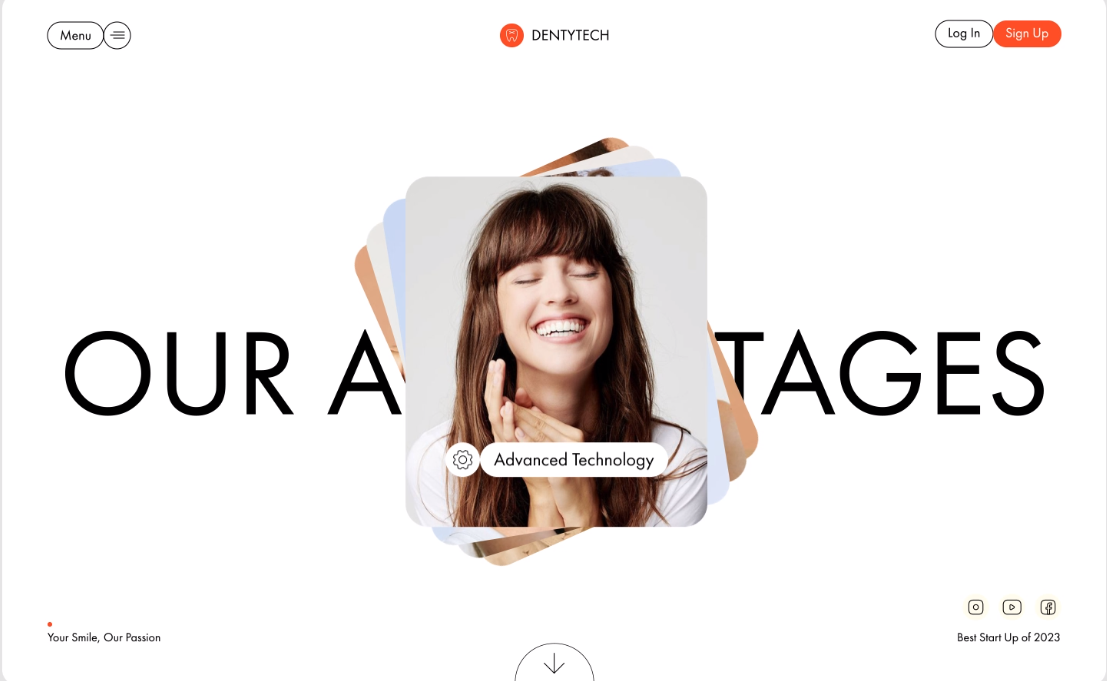 Menu
DENTYTECH
Log In
Sign Up
OUR A TAGES
Advanced Technology
Your Smile, Our Passion
Best Start Up of 2023